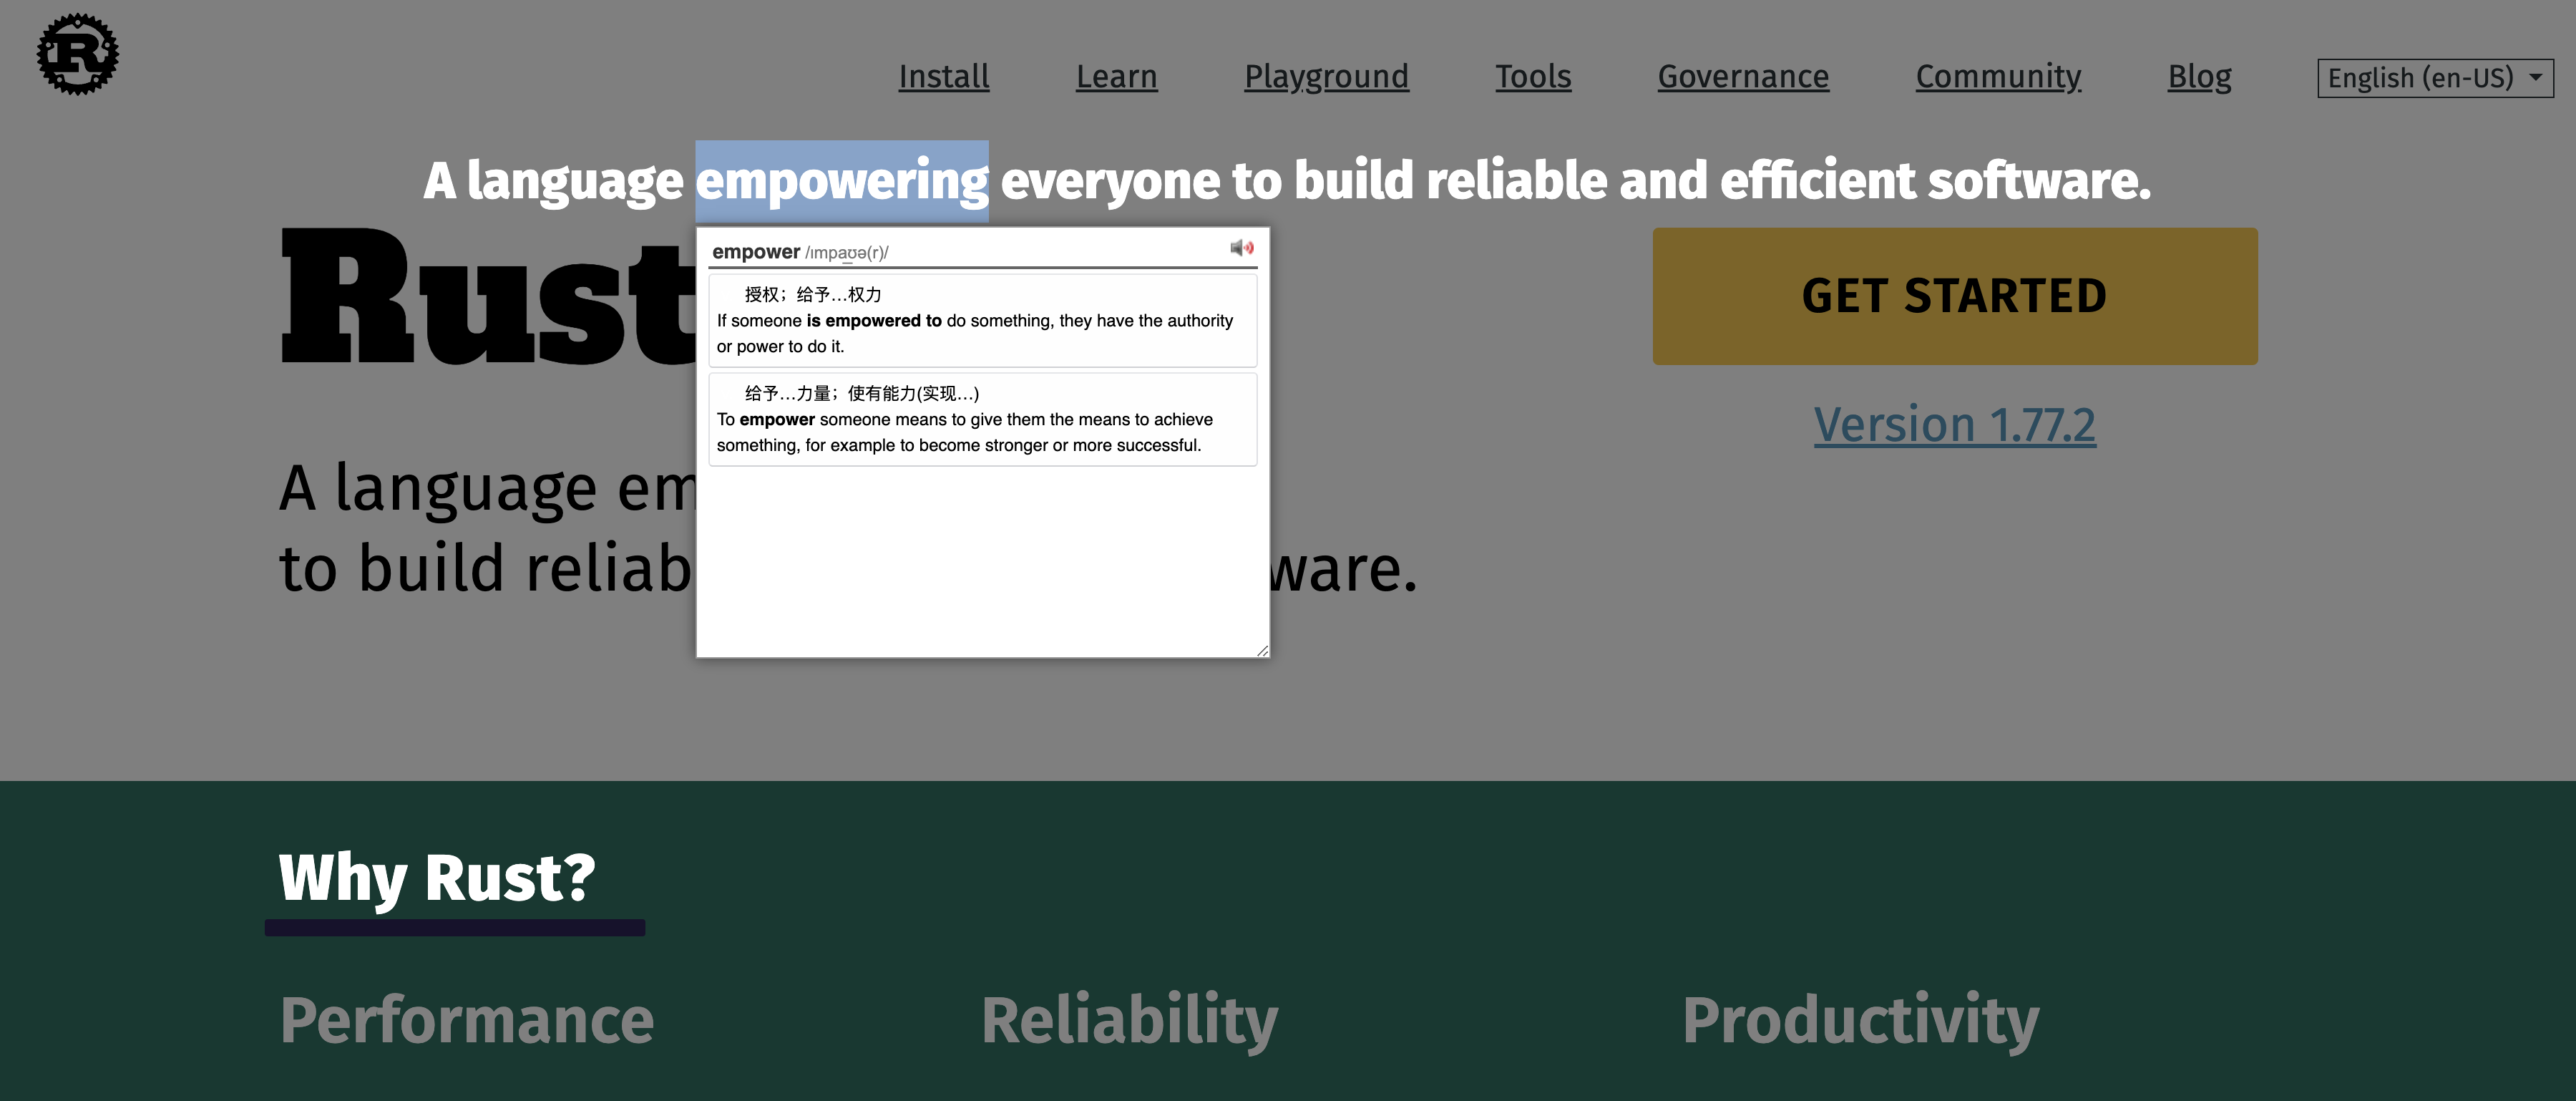 R
Install Learn Playground Tools Governance Community Blog English (en-US)
A language empowering everyone to build reliable and efficient software.
Rust
empower /ɪmpaʊə(r)/
授权；给予…权力
If someone is empowered to do something, they have the authority
or power to do it.
给予…力量；使有能力(实现…)
To empower someone means to give them the means to achieve
something, for example to become stronger or more successful.
GET STARTED
Version 1.77.2
A language em
to build reliab ware.
Why Rust?
Performance Reliability Productivity